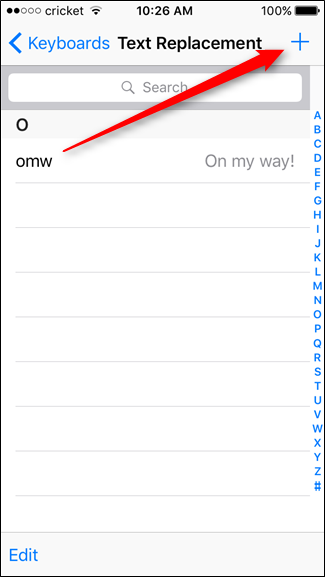 cricket 10:26 AM 100%
Keyboards Text Replacement +
Search
O
omw On my way!
A
B
C
D
E
F
G
H
I
J
K
L
M
N
O
P
Q
R
S
T
U
V
W
X
Y
Z
#
Edit